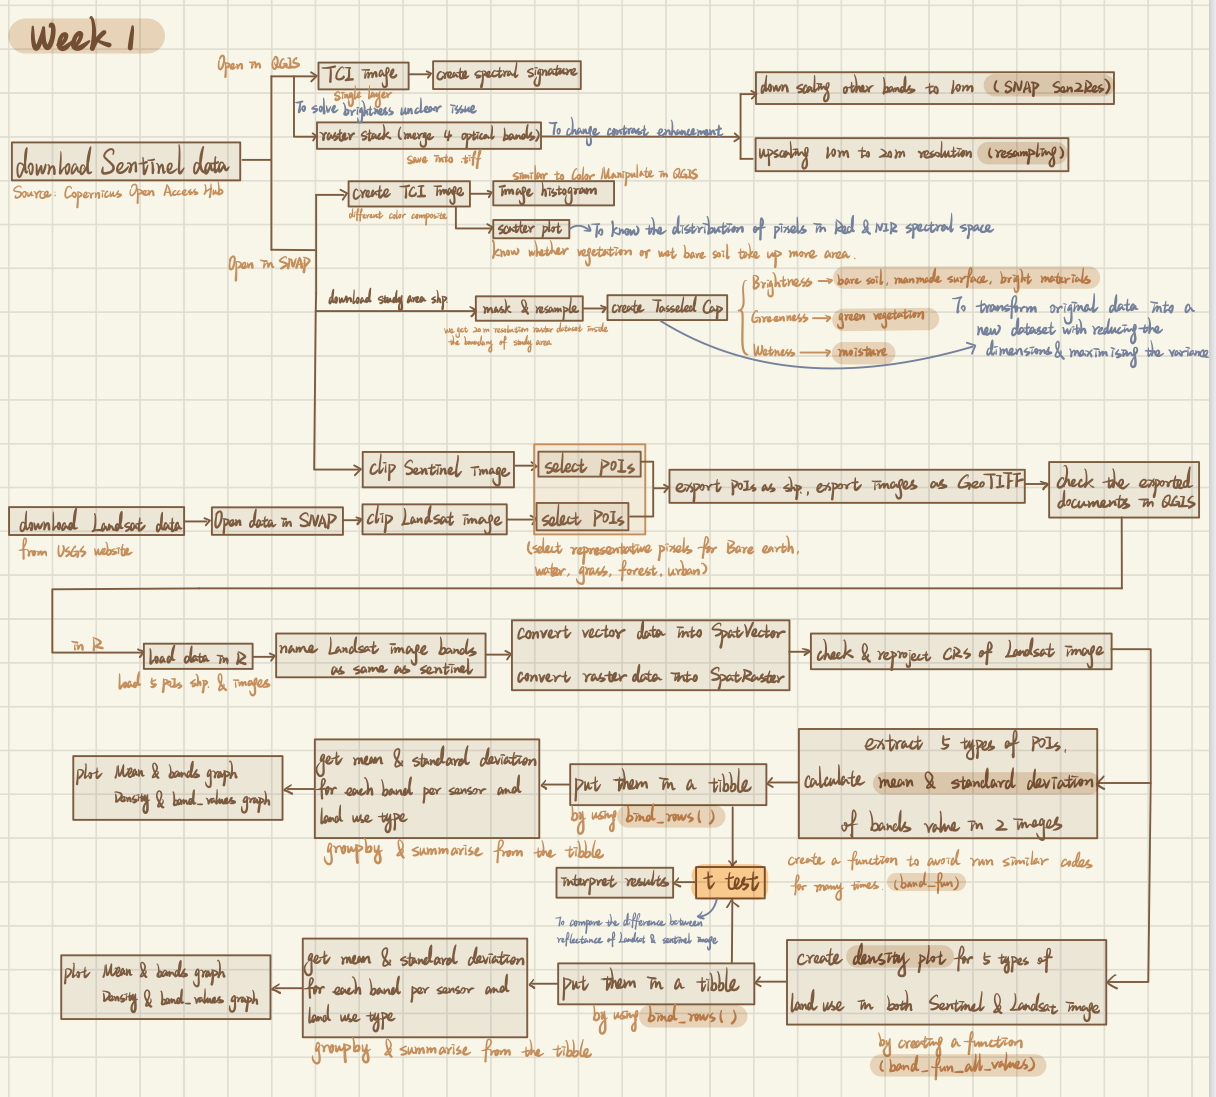 Week 1
Open in QGIS
TCI image
create spectral signature
single layer
To solve brightness unclear issue
raster stack (merge 4 optical bands)
save into .tiff
To change contrast enhancement
down scaling other bands to 10m (SNAP Sen2Res)
upscaling 10m to 20m resolution (resampling)
download Sentinel data
Source: Copernicus Open Access Hub
Open in SNAP
create TCI image
different color composite
similar to Color Manipulate in QGIS
Image histogram
scatter plot
To know the distribution of pixels in Red & NIR spectral space
know whether vegetation or wet bare soil take up more area.
download study area shp.
mask & resample
we get 20m resolution raster dataset inside
the boundary of study area
create Tasseled Cap
Brightness → bare soil, manmade surface, bright materials
Greenness → green vegetation
Wetness → moisture
To transform original data into a
new dataset with reducing the
dimensions & maximising the variance
clip Sentinel image
select POIs
download Landsat data
from USGS website
Open data in SNAP
clip Landsat image
select POIs
(select representative pixels for Bare earth,
water, grass, forest, urban)
export POIs as shp, export images as GeoTIFF
check the exported
documents in QGIS
in R
load data in R
load 5 POIs shp. & images
name Landsat image bands
as same as sentinel
convert vector data into SpatVector
convert raster data into SpatRaster
check & reproject CRS of Landsat image
extract 5 types of POIs,
calculate mean & standard deviation
of bands value in 2 images
create a function to avoid run similar codes
for many times (band_fun)
put them in a tibble
by using bind_rows()
get mean & standard deviation
for each band per sensor and
land use type
groupby & summarise from the tibble
plot Mean & bands graph
Density & band_values graph
t test
interpret results
To compare the difference between
reflectance of Landsat & sentinel image
create density plot for 5 types of
land use in both Sentinel & Landsat image
by creating a function
(band_fun_all_values)
put them in a tibble
by using bind_rows()
get mean & standard deviation
for each band per sensor and
land use type
groupby & summarise from the tibble
plot Mean & bands graph
Density & band_values graph